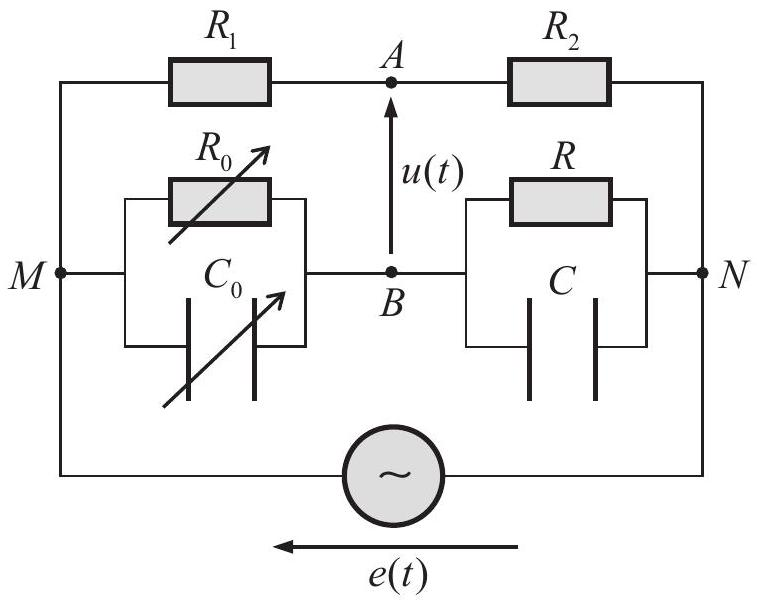 R₁ A R₂
R₀ u(t) R
M C₀ B C N
~
e(t)